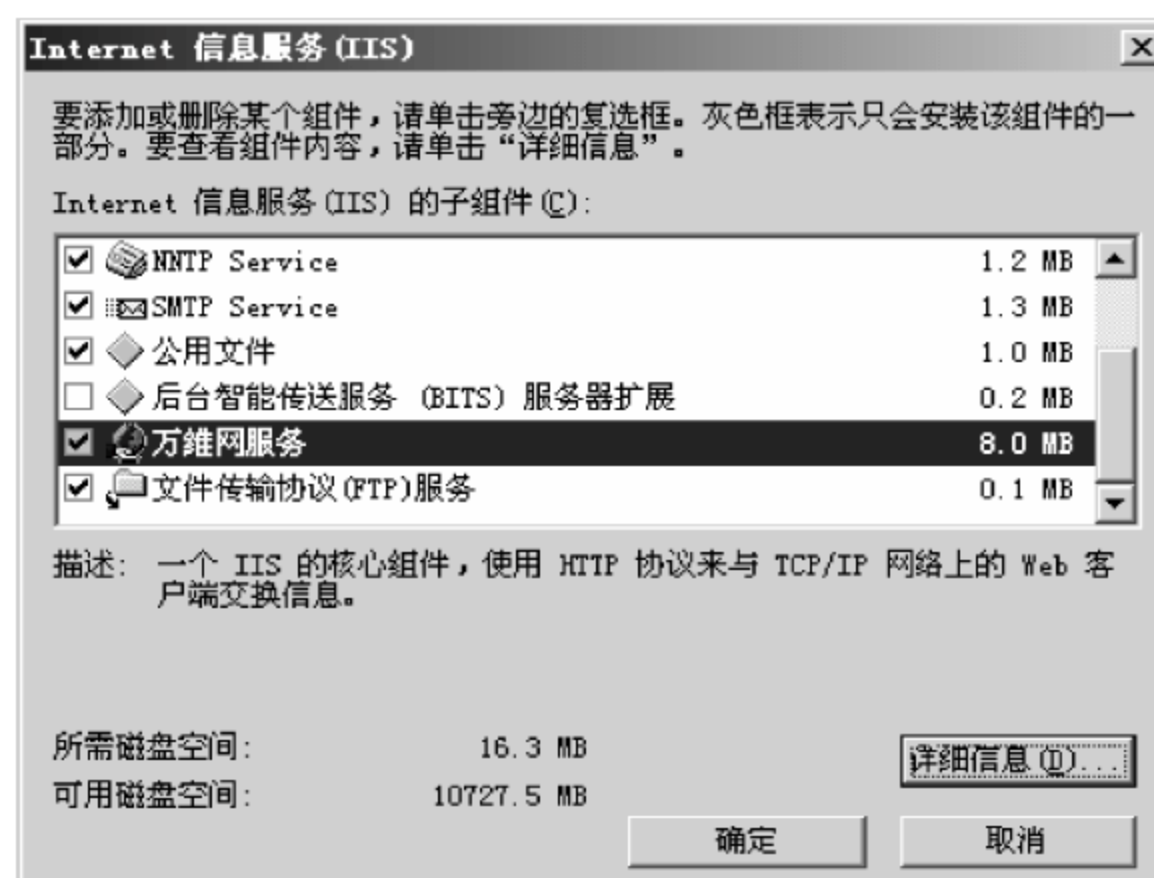 Internet 信息服务(IIS)
要添加或删除某个组件，请单击旁边的复选框。灰色框表示只会安装该组件的一
部分。要查看组件内容，请单击“详细信息”。
Internet 信息服务(IIS) 的子组件(C):
NNTP Service 1.2 MB
SMTP Service 1.3 MB
公用文件 1.0 MB
后台智能传送服务 (BITS) 服务器扩展 0.2 MB
万维网服务 8.0 MB
文件传输协议(FTP)服务 0.1 MB
描述: 一个 IIS 的核心组件，使用 HTTP 协议来与 TCP/IP 网络上的 Web 客
户端交换信息。
所需磁盘空间: 16.3 MB
详细信息(D)...
可用磁盘空间: 10727.5 MB
确定 取消